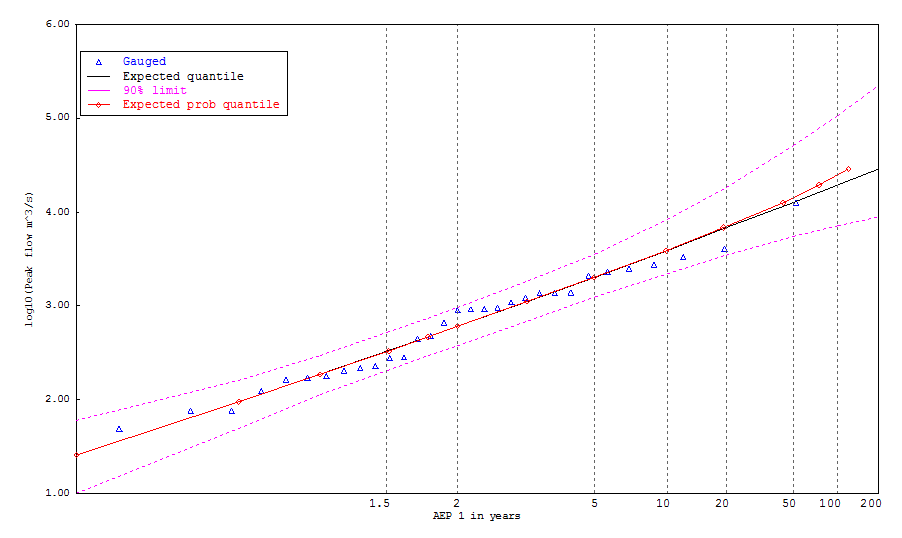 6.00
Gauged
Expected quantile
90% limit
Expected prob quantile
5.00
4.00
log10(Peak flow m^3/s)
3.00
2.00
1.00
1.5 2 5 10 20 50 100 200
AEP 1 in years